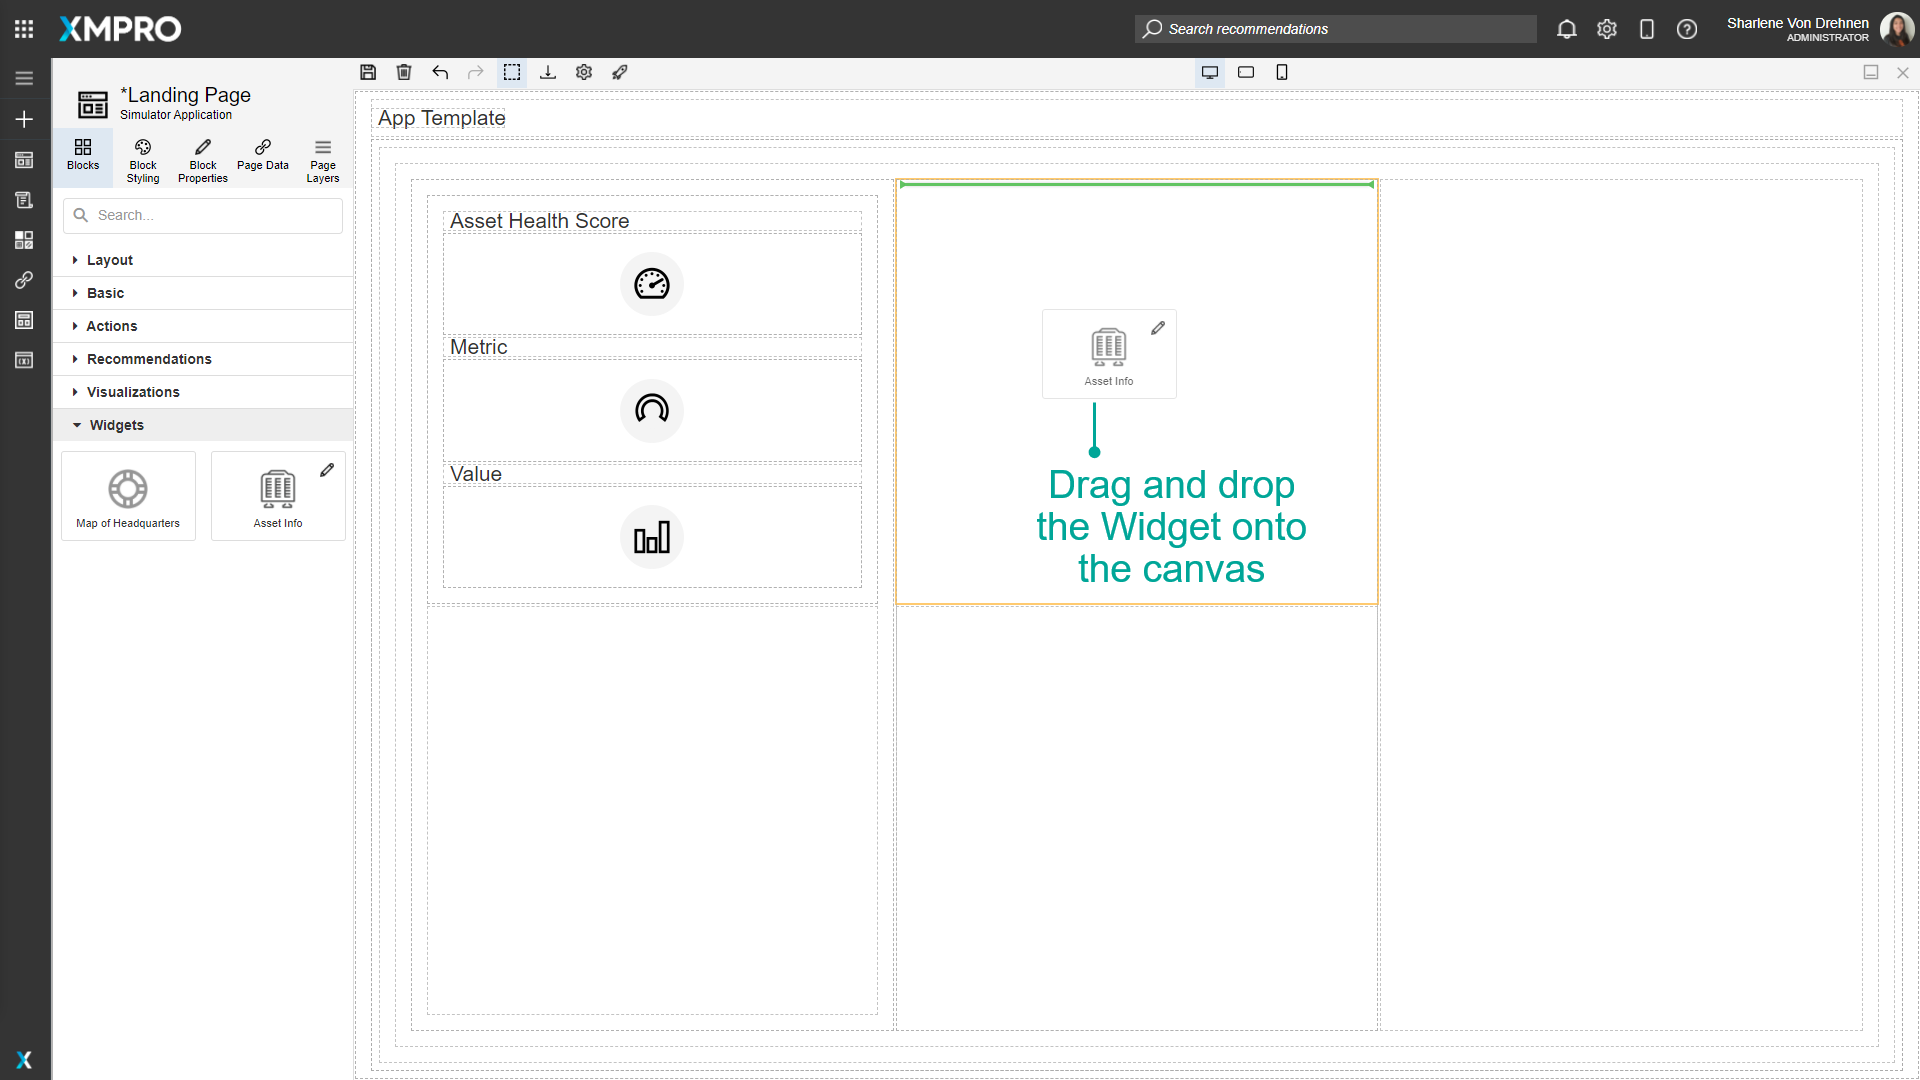 XMPRO
Search recommendations
Sharlene Von Drehnen
ADMINISTRATOR
*Landing Page
Simulator Application
Blocks
Block
Styling
Block
Properties
Page Data
Page
Layers
Search...
Layout
Basic
Actions
Recommendations
Visualizations
Widgets
Map of Headquarters
Asset Info
App Template
Asset Health Score
Metric
Value
Asset Info
Drag and drop
the Widget onto
the canvas